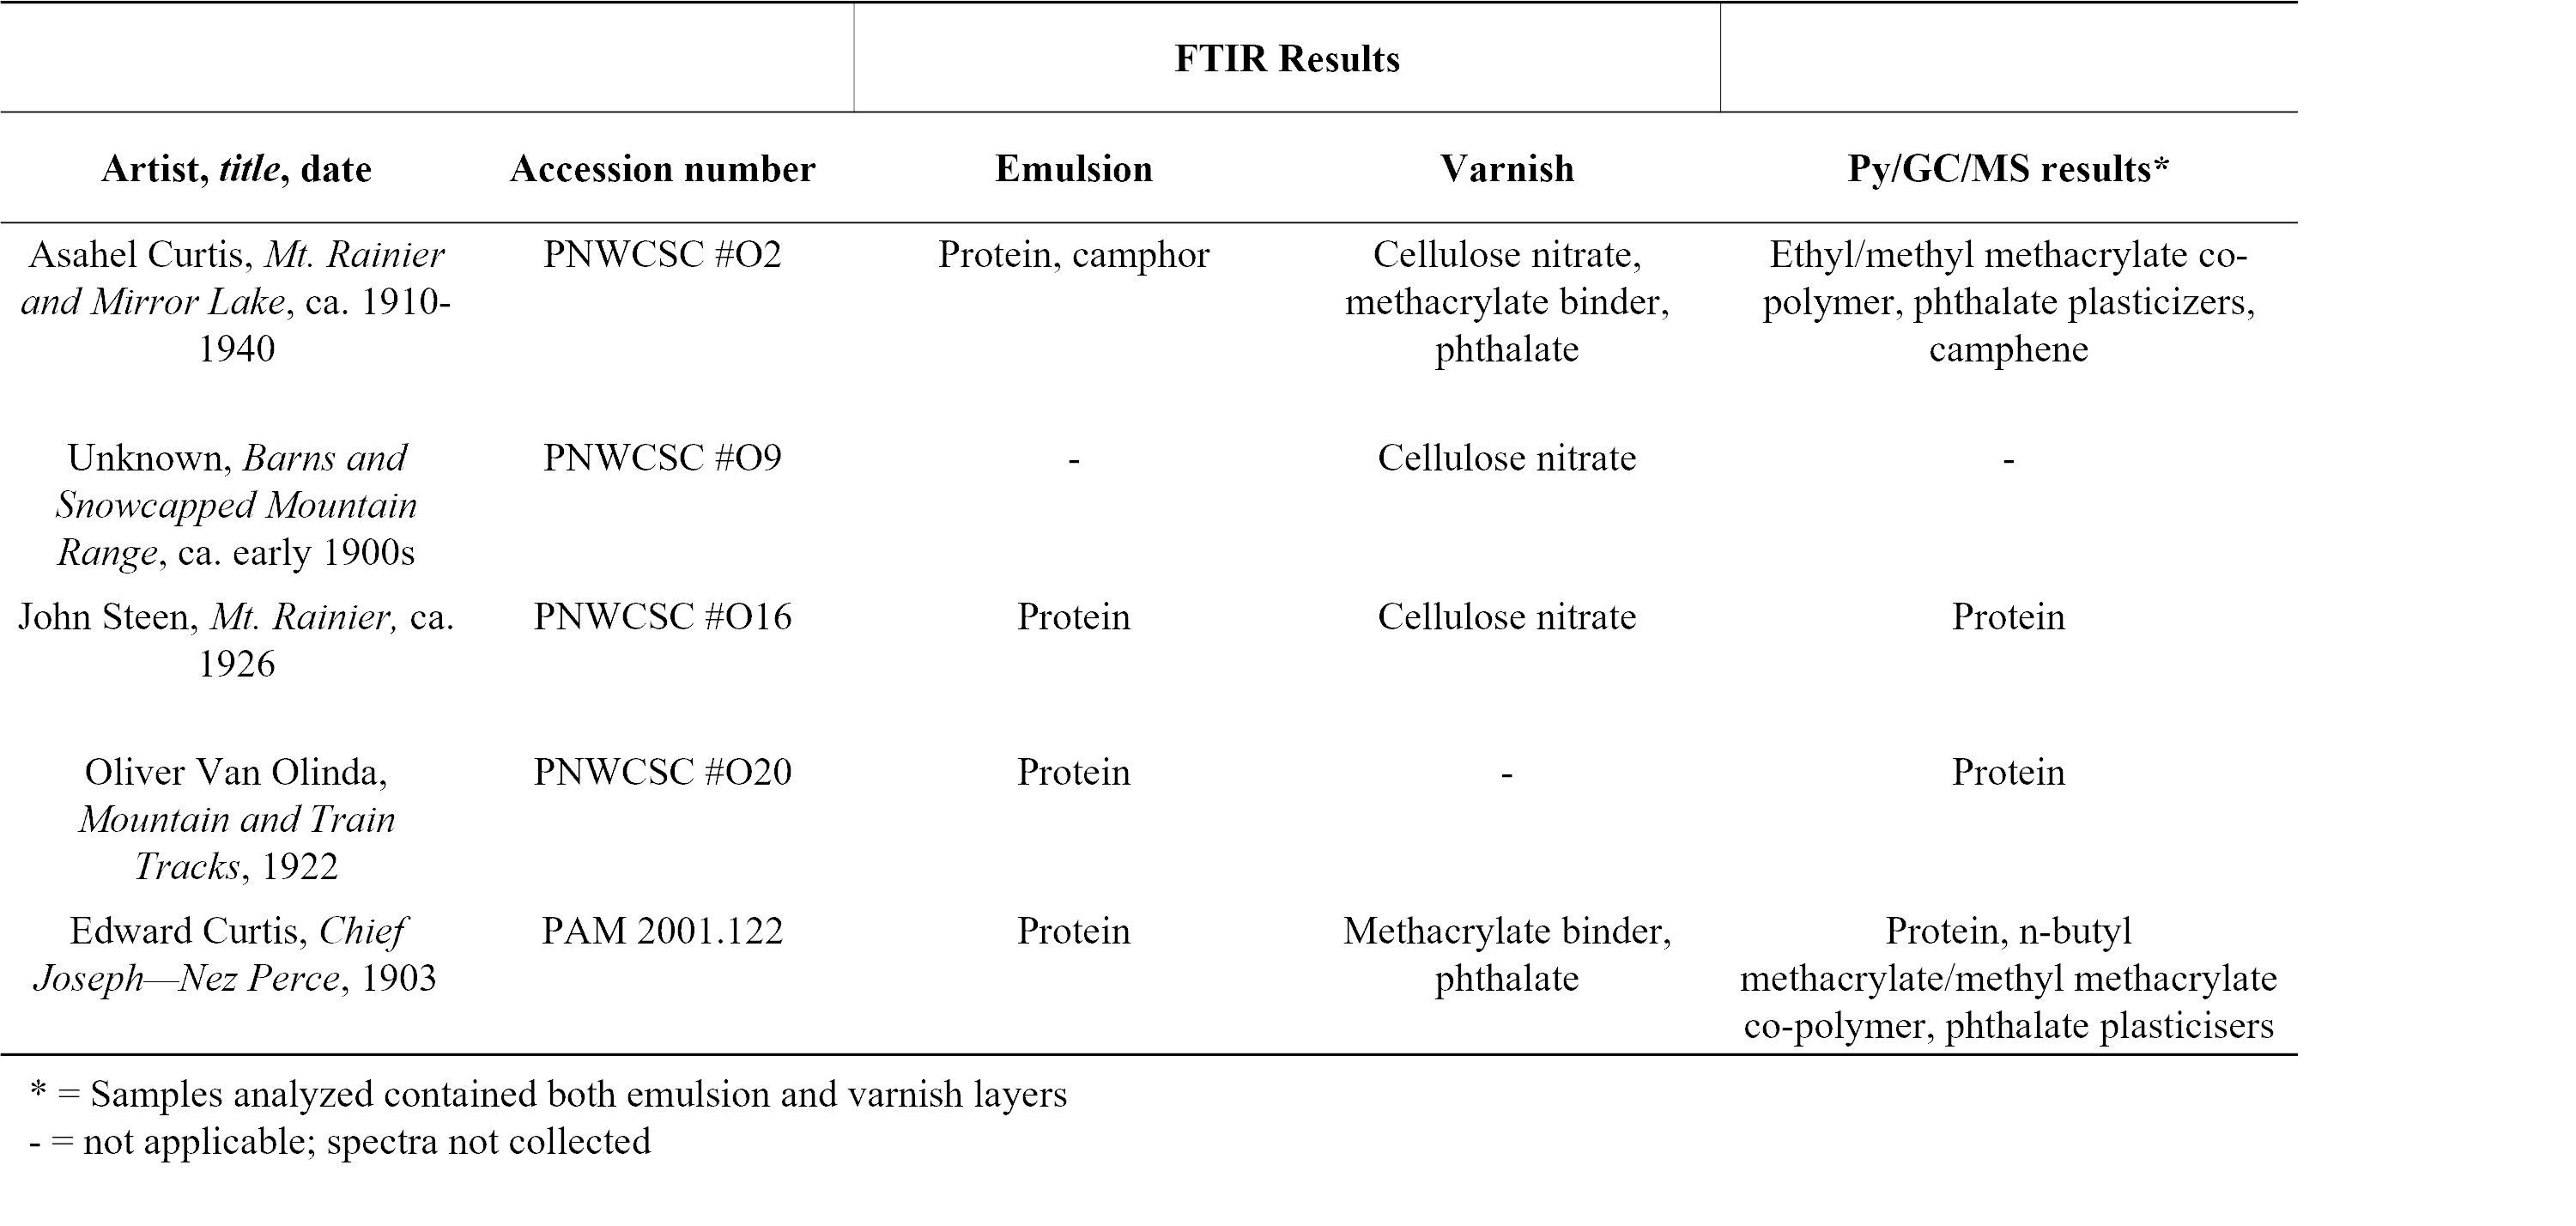 FTIR Results
Artist, title, date Accession number Emulsion Varnish Py/GC/MS results*
Asahel Curtis, Mt. Rainier PNWCSC #O2 Protein, camphor Cellulose nitrate, Ethyl/methyl methacrylate co-
and Mirror Lake, ca. 1910- methacrylate binder, polymer, phthalate plasticizers,
1940 phthalate camphene
Unknown, Barns and PNWCSC #O9 - Cellulose nitrate -
Snowcapped Mountain
Range, ca. early 1900s
John Steen, Mt. Rainier, ca. PNWCSC #O16 Protein Cellulose nitrate Protein
1926
Oliver Van Olinda, PNWCSC #O20 Protein - Protein
Mountain and Train
Tracks, 1922
Edward Curtis, Chief PAM 2001.122 Protein Methacrylate binder, Protein, n-butyl
Joseph—Nez Perce, 1903 phthalate methacrylate/methyl methacrylate
co-polymer, phthalate plasticisers
* = Samples analyzed contained both emulsion and varnish layers
- = not applicable; spectra not collected